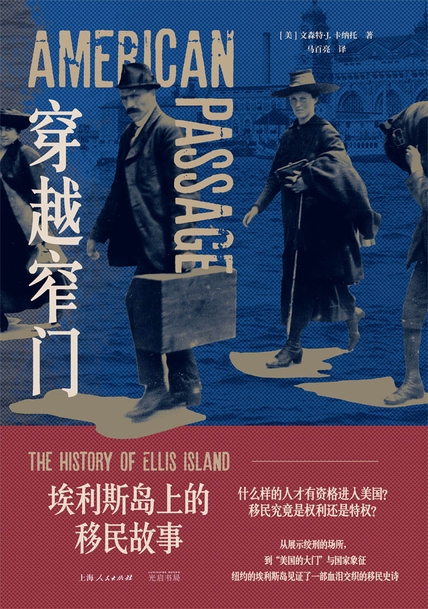 [美] 文森特·J. 卡纳托 著
马百亮 译
AMERICAN
PASSAGE
穿越窄门
THE HISTORY OF ELLIS ISLAND
埃利斯岛上的
移民故事
什么样的人才有资格进入美国?
移民究竟是权利还是特权?
从展示绞刑的场所,
到“美国的大门”与国家象征
纽约的埃利斯岛见证了一部血泪交织的移民史诗
上海人民出版社
光启书局